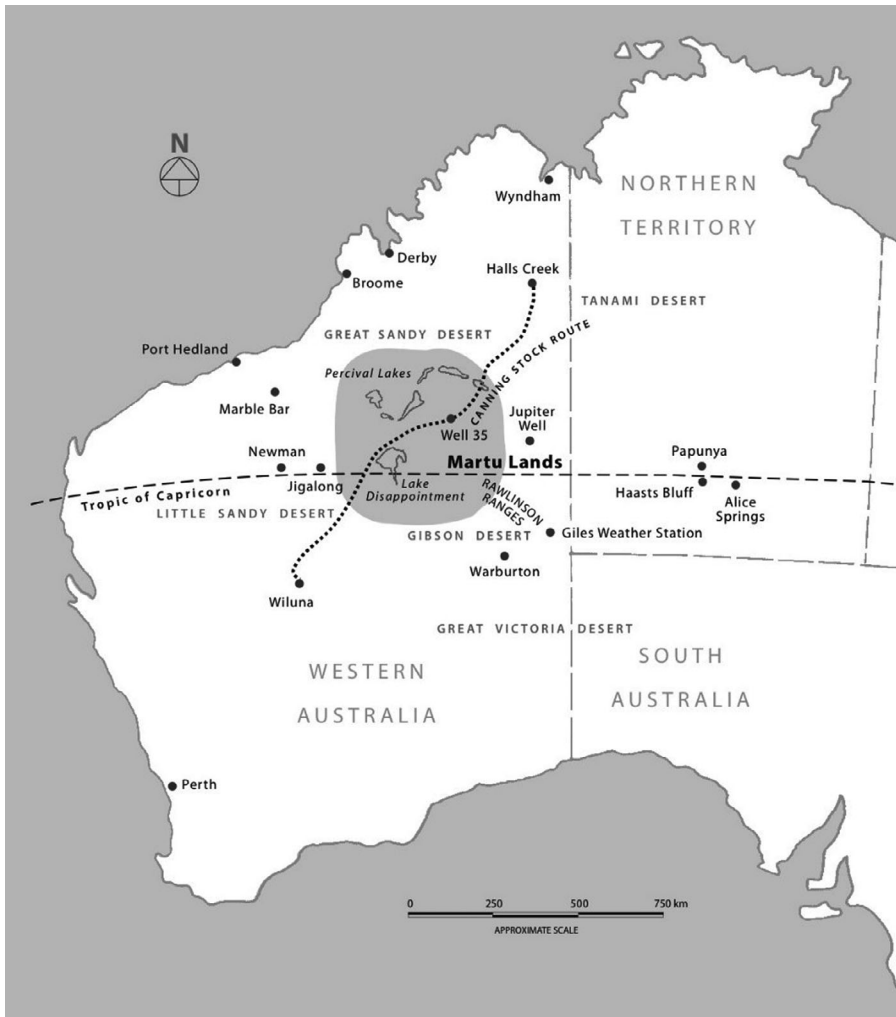 N
NORTHERN
TERRITORY
Wyndham
Derby
Halls Creek
Broome
TANAMI DESERT
GREAT SANDY DESERT
CANNING STOCK ROUTE
Port Hedland
Percival Lakes
Marble Bar
Jupiter
Well
Well 35
Newman
Martu Lands
Papunya
Jigalong
Lake
Disappointment
RAWLINSON
RANGES
Haasts Bluff
Alice
Springs
Tropic of Capricorn
LITTLE SANDY DESERT
GIBSON DESERT
Giles Weather Station
Warburton
Wiluna
GREAT VICTORIA DESERT
WESTERN
AUSTRALIA
SOUTH
AUSTRALIA
Perth
0 250 500 750 km
APPROXIMATE SCALE